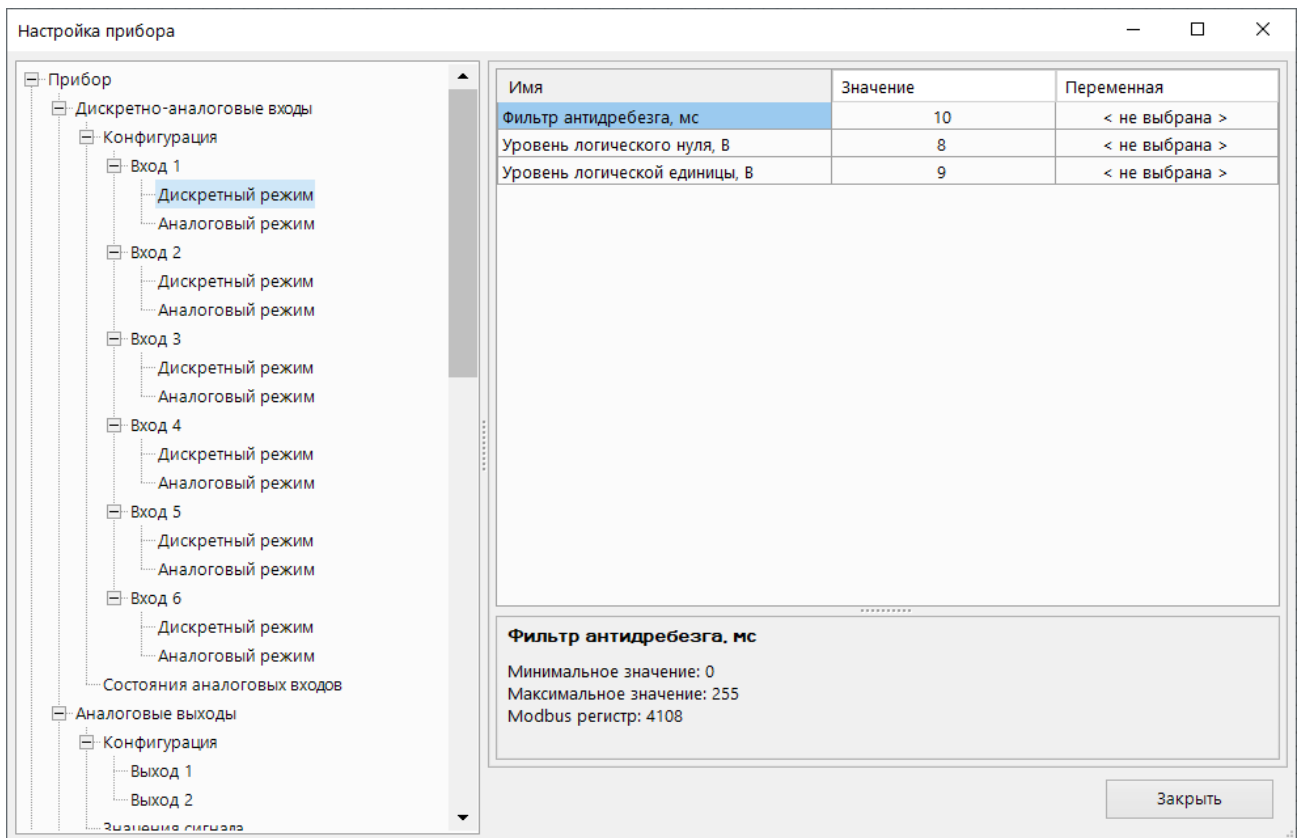 Настройка прибора
Прибор
Дискретно-аналоговые входы
Конфигурация
Вход 1
Дискретный режим
Аналоговый режим
Вход 2
Дискретный режим
Аналоговый режим
Вход 3
Дискретный режим
Аналоговый режим
Вход 4
Дискретный режим
Аналоговый режим
Вход 5
Дискретный режим
Аналоговый режим
Вход 6
Дискретный режим
Аналоговый режим
Состояния аналоговых входов
Аналоговые выходы
Конфигурация
Выход 1
Выход 2
Значения сигнала
Имя Значение Переменная
Фильтр антидребезга, мс 10 < не выбрана >
Уровень логического нуля, В 8 < не выбрана >
Уровень логической единицы, В 9 < не выбрана >
Фильтр антидребезга, мс
Минимальное значение: 0
Максимальное значение: 255
Modbus регистр: 4108
Закрыть